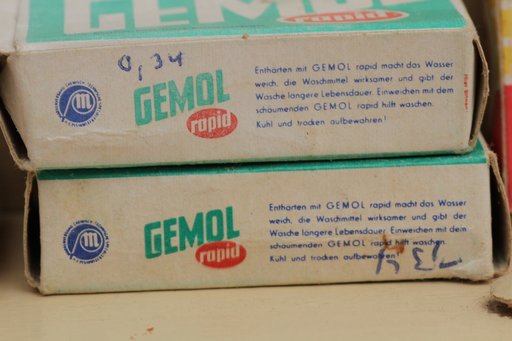 GEMOL
rapid
0,34
GEMOL
rapid
Enthärten mit GEMOL rapid macht das Wasser
weich, die Waschmittel wirksamer und gibt der
Wäsche längere Lebensdauer. Einweichen mit dem
schäumenden GEMOL rapid hilft waschen.
Kühl und trocken aufbewahren!
GEMOL
rapid
Enthärten mit GEMOL rapid macht das Wasser
weich, die Waschmittel wirksamer und gibt der
Wäsche längere Lebensdauer. Einweichen mit dem
schäumenden GEMOL rapid hilft waschen.
Kühl und trocken aufbewahren!